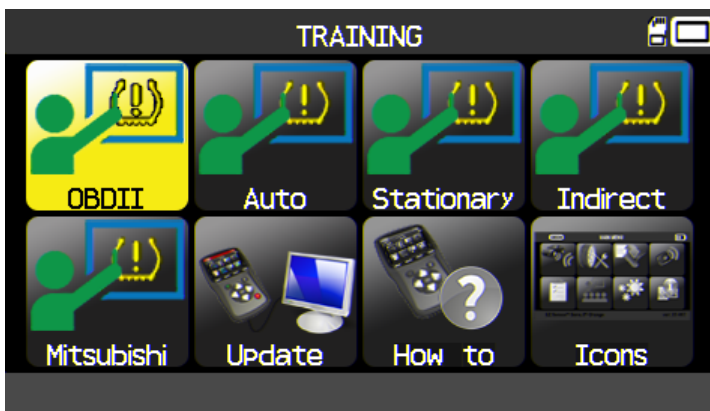 TRAINING
OBDII
Auto
Stationary
Indirect
Mitsubishi
Update
How to
Icons